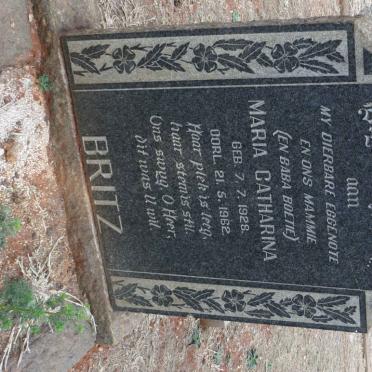 aan
MY DIERBARE EGGENOTE
EN ONS MAMMIE
(EN BABA BOETIE)
MARIA CATHARINA
GEB. 7. 7. 1928.
OORL. 21. 5. 1962.
Haar plek is leeg,
haar stem is stil.
Ons swyg, O Heer,
dit was U wil.
BRITZ